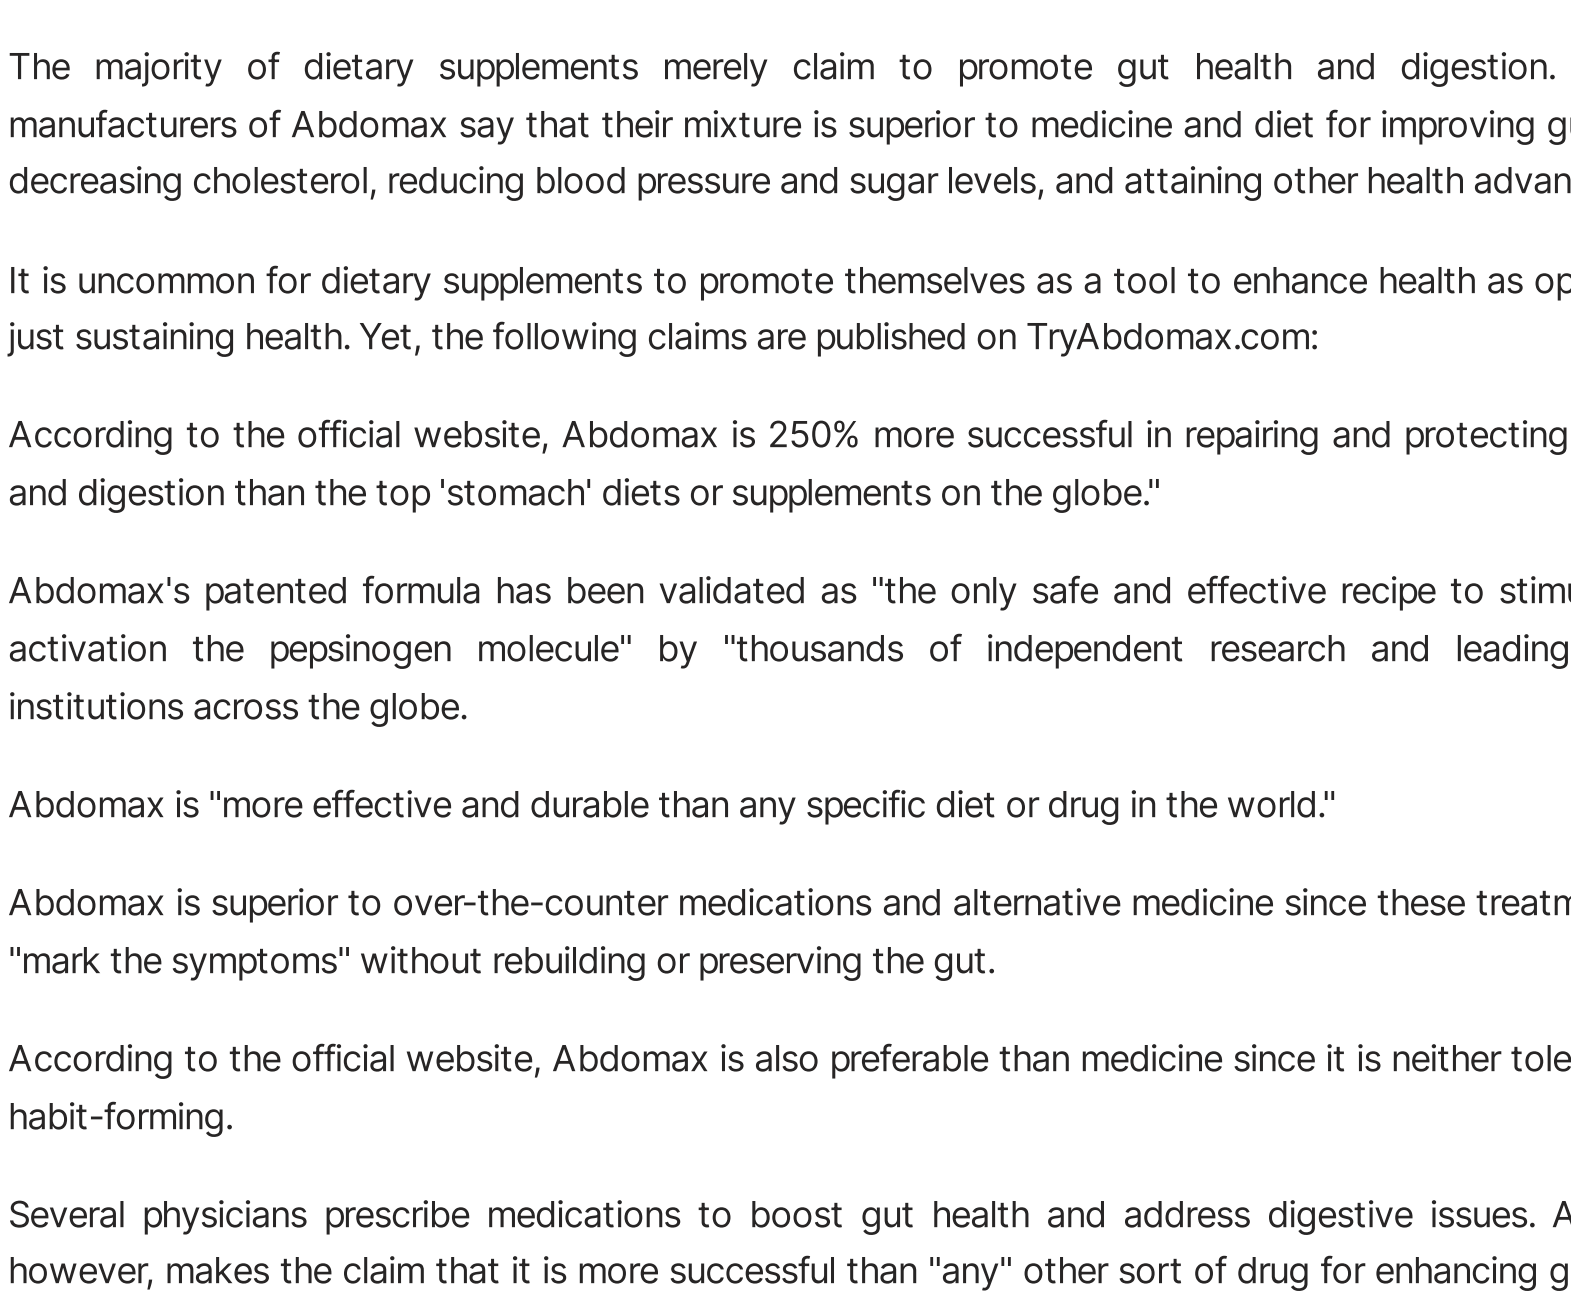 The majority of dietary supplements merely claim to promote gut health and digestion.
manufacturers of Abdomax say that their mixture is superior to medicine and diet for improving
decreasing cholesterol, reducing blood pressure and sugar levels, and attaining other health
It is uncommon for dietary supplements to promote themselves as a tool to enhance health as
just sustaining health. Yet, the following claims are published on TryAbdomax.com:
According to the official website, Abdomax is 250% more successful in repairing and protecting
and digestion than the top 'stomach' diets or supplements on the globe."
Abdomax's patented formula has been validated as "the only safe and effective recipe to
activation the pepsinogen molecule" by "thousands of independent research and leading
institutions across the globe.
Abdomax is "more effective and durable than any specific diet or drug in the world."
Abdomax is superior to over-the-counter medications and alternative medicine since these
"mark the symptoms" without rebuilding or preserving the gut.
According to the official website, Abdomax is also preferable than medicine since it is neither
habit-forming.
Several physicians prescribe medications to boost gut health and address digestive issues.
however, makes the claim that it is more successful than "any" other sort of drug for enhancing